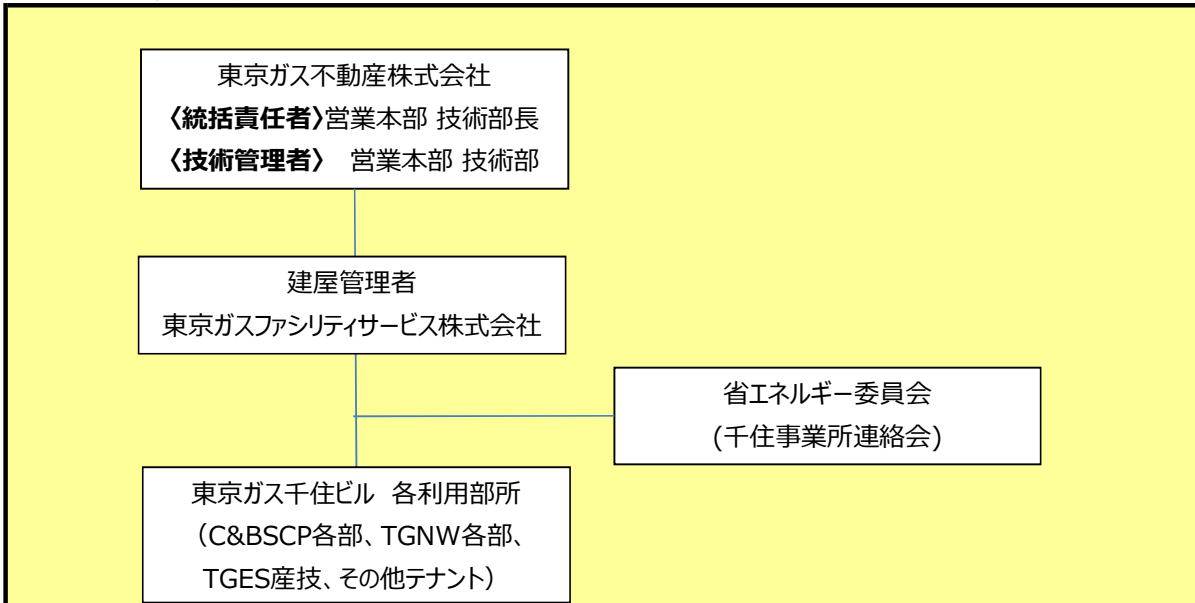 東京ガス不動産株式会社
〈統括責任者〉営業本部 技術部長
〈技術管理者〉 営業本部 技術部
建屋管理者
東京ガスファシリティサービス株式会社
省エネルギー委員会
(千住事業所連絡会)
東京ガス千住ビル 各利用部所
（C&BSCP各部、TGNW各部、
TGES産技、その他テナント）